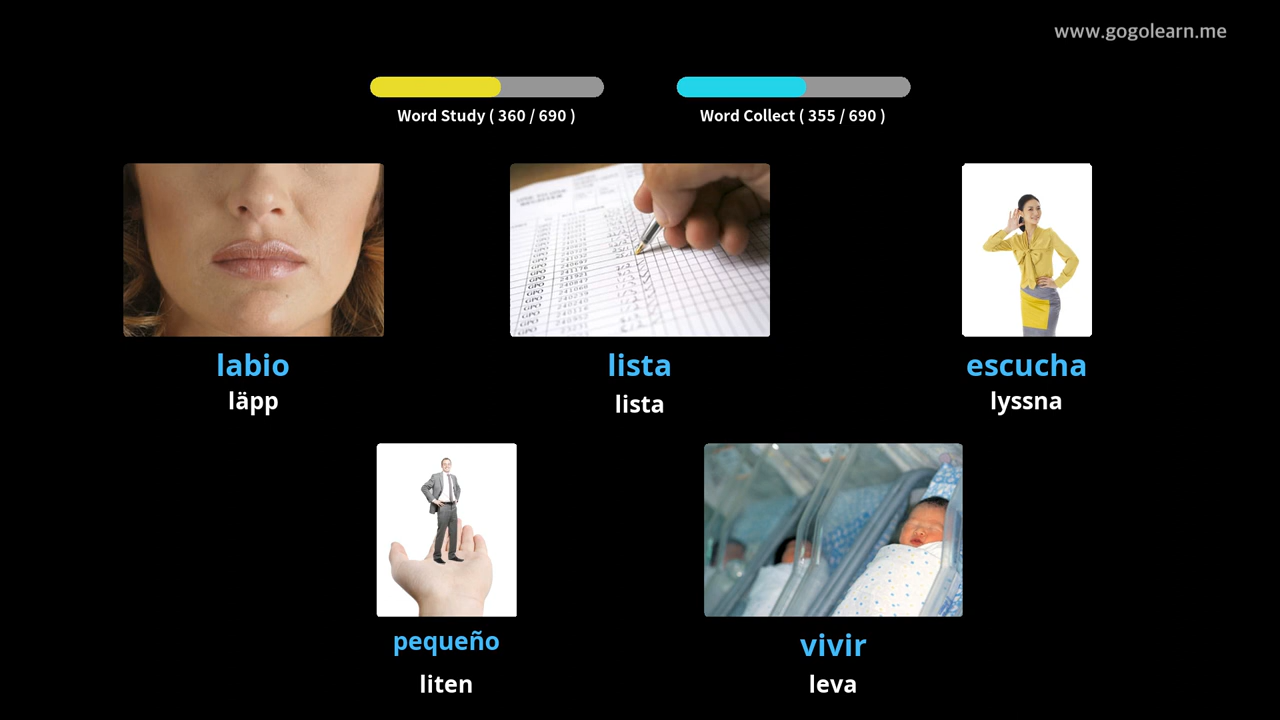 www.gogolearn.me
Word Study ( 360 / 690 )
Word Collect ( 355 / 690 )
labio
läpp
lista
lista
escucha
lyssna
pequeño
liten
vivir
leva